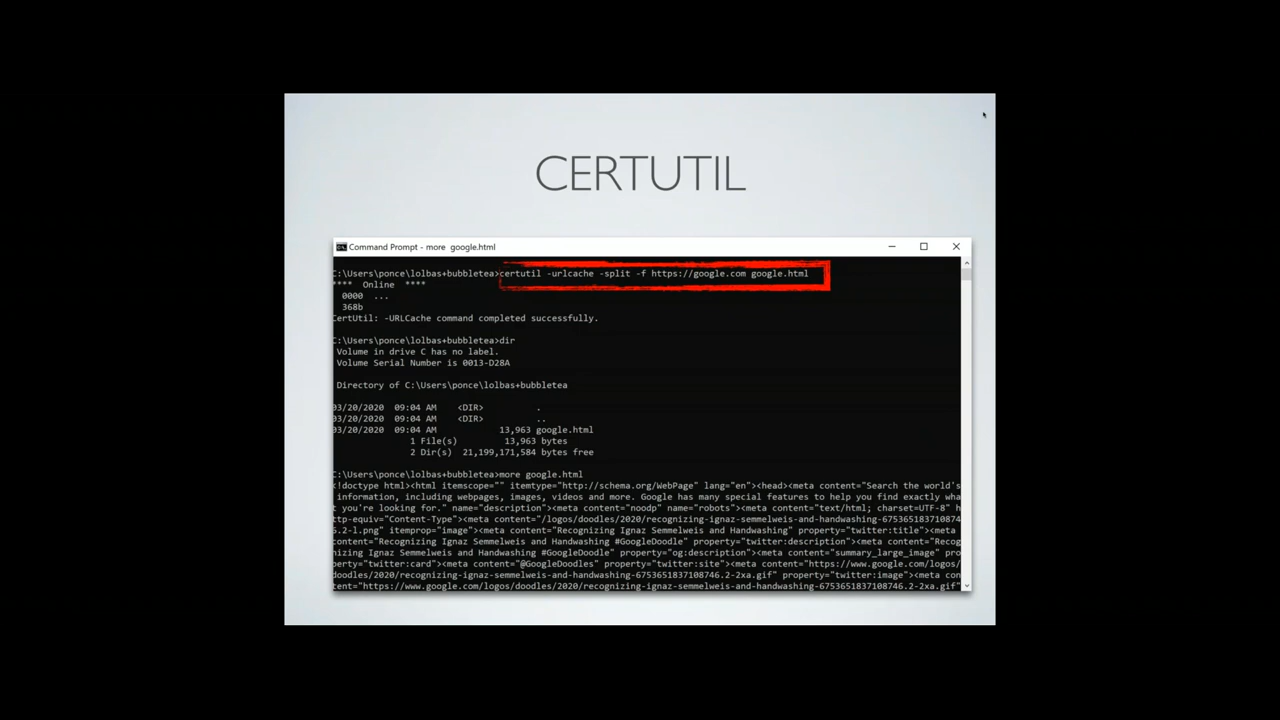 CERTUTIL
Command Prompt - more google.html
C:\Users\ponce\lolbas+bubbletea>certutil -urlcache -split -f https://google.com google.html
**** Online ****
0000 ...
368b
CertUtil: -URLCache command completed successfully.
C:\Users\ponce\lolbas+bubbletea>dir
Volume in drive C has no label.
Volume Serial Number is 0013-D28A
Directory of C:\Users\ponce\lolbas+bubbletea
03/20/2020 09:04 AM <DIR> .
03/20/2020 09:04 AM <DIR> ..
03/20/2020 09:04 AM 13,963 google.html
1 File(s) 13,963 bytes
2 Dir(s) 21,199,171,584 bytes free
C:\Users\ponce\lolbas+bubbletea>more google.html
<!doctype html><html itemscope="" itemtype="http://schema.org/WebPage" lang="en"><head><meta content="Search the world's
information, including webpages, images, videos and more. Google has many special features to help you find exactly wha
t you're looking for." name="description"><meta content="noodp" name="robots"><meta content="text/html; charset=UTF-8" h
ttp-equiv="Content-Type"><meta content="/logos/doodles/2020/recognizing-ignaz-semmelweis-and-handwashing-675365183710874
6.2-l.png" itemprop="image"><meta content="Recognizing Ignaz Semmelweis and Handwashing" property="twitter:title"><meta
content="Recognizing Ignaz Semmelweis and Handwashing #GoogleDoodle" property="twitter:description"><meta content="Recog
nizing Ignaz Semmelweis and Handwashing #GoogleDoodle" property="og:description"><meta content="summary_large_image" pro
perty="twitter:card"><meta content="@GoogleDoodles" property="twitter:site"><meta content="https://www.google.com/logos/
doodles/2020/recognizing-ignaz-semmelweis-and-handwashing-6753651837108746.2-2xa.gif" property="twitter:image"><meta con
tent="https://www.google.com/logos/doodles/2020/recognizing-ignaz-semmelweis-and-handwashing-6753651837108746.2-2xa.gif"